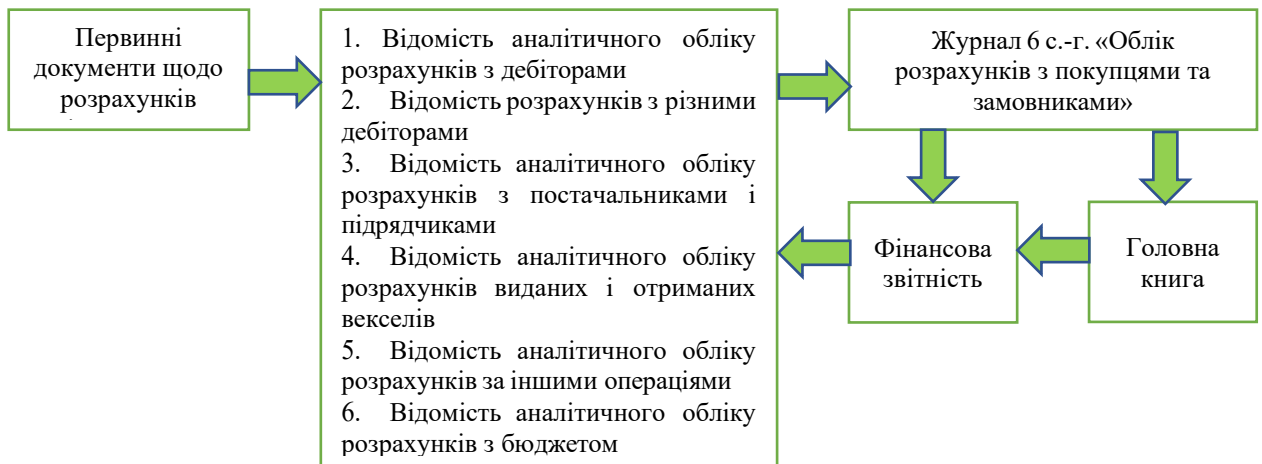 Первинні
документи щодо
розрахунків
1. Відомість аналітичного обліку
розрахунків з дебіторами
2. Відомість розрахунків з різними
дебіторами
3. Відомість аналітичного обліку
розрахунків з постачальниками і
підрядчиками
4. Відомість аналітичного обліку
розрахунків виданих і отриманих
векселів
5. Відомість аналітичного обліку
розрахунків за іншими операціями
6. Відомість аналітичного обліку
розрахунків з бюджетом
Журнал 6 с.-г. «Облік
розрахунків з покупцями та
замовниками»
Фінансова
звітність
Головна
книга